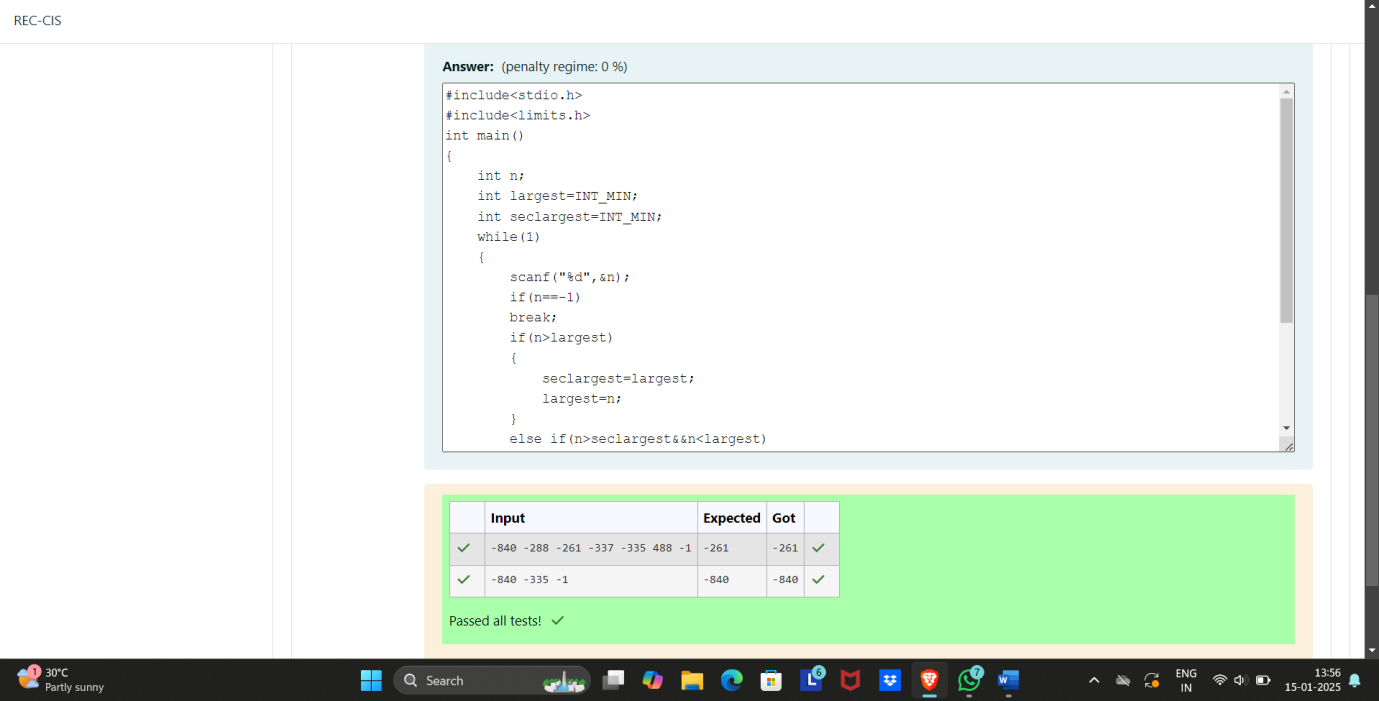 REC-CIS
Answer: (penalty regime: 0 %)
#include<stdio.h>
#include<limits.h>
int main()
{
    int n;
    int largest=INT_MIN;
    int seclargest=INT_MIN;
    while(1)
    {
        scanf("%d",&n);
        if(n==-1)
        break;
        if(n>largest)
        {
            seclargest=largest;
            largest=n;
        }
        else if(n>seclargest&&n<largest)
Input Expected Got
-840 -288 -261 -337 -335 488 -1 -261 -261
-840 -335 -1 -840 -840
Passed all tests!
1
30°C
Partly sunny
Search
L
6
7
W
ENG
IN
13:56
15-01-2025